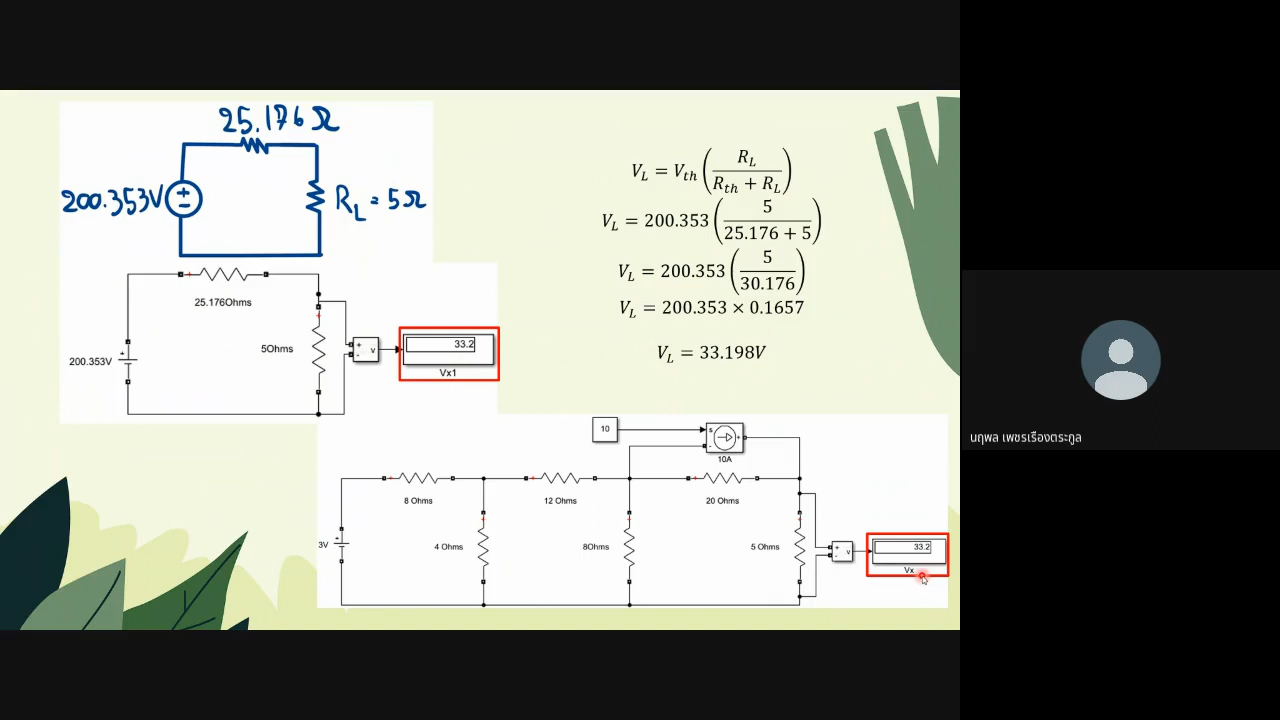 25.176Ω
200.353V
R_L = 5Ω
25.176Ohms
200.353V
5Ohms
+
-
v
33.2
Vx1
V_L = V_th (R_L / (R_th + R_L))
V_L = 200.353 (5 / (25.176 + 5))
V_L = 200.353 (5 / 30.176)
V_L = 200.353 × 0.1657
V_L = 33.198V
10
s
10A
8 Ohms
12 Ohms
20 Ohms
3V
4 Ohms
8Ohms
5 Ohms
+
-
v
33.2
Vx
นฤพล เพชรเรืองตระกูล